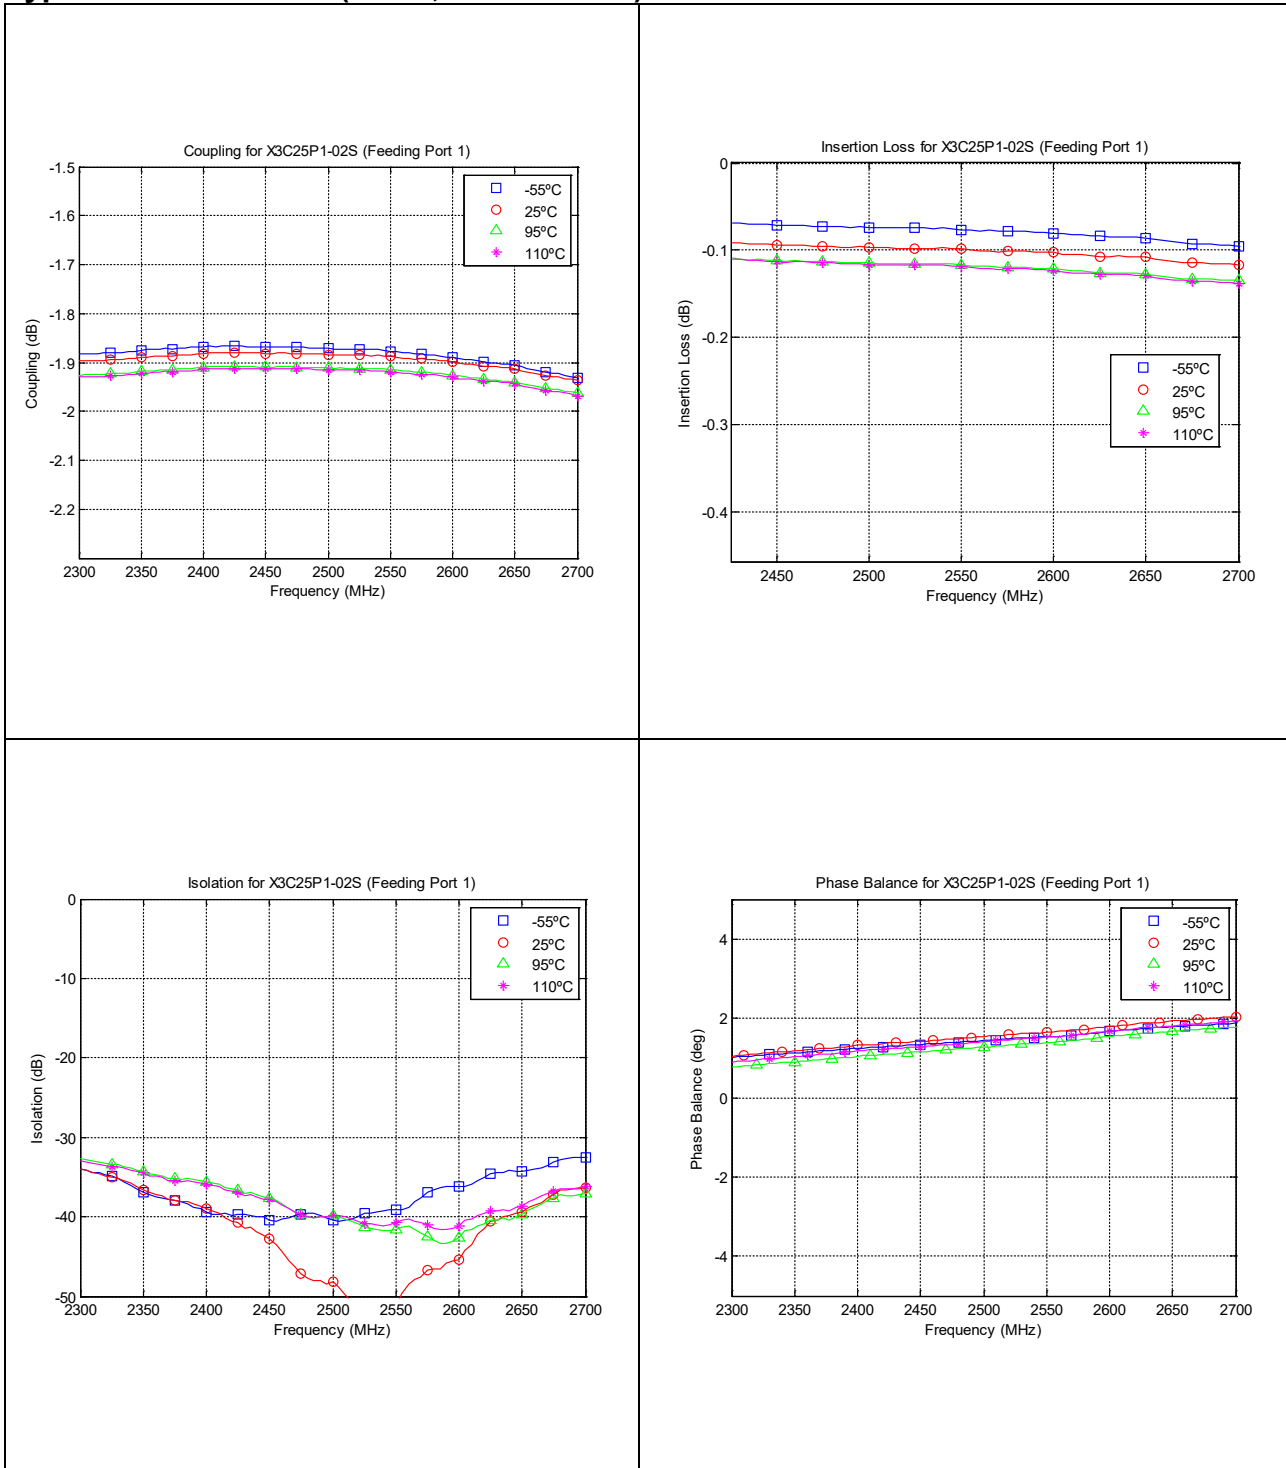 Coupling for X3C25P1-02S (Feeding Port 1)
-1.5
-1.6
-1.7
-1.8
-1.9
-2
-2.1
-2.2
Coupling (dB)
-55ºC
25ºC
95ºC
110ºC
2300 2350 2400 2450 2500 2550 2600 2650 2700
Frequency (MHz)
Insertion Loss for X3C25P1-02S (Feeding Port 1)
0
-0.1
-0.2
-0.3
-0.4
Insertion Loss (dB)
-55ºC
25ºC
95ºC
110ºC
2450 2500 2550 2600 2650 2700
Frequency (MHz)
Isolation for X3C25P1-02S (Feeding Port 1)
0
-10
-20
-30
-40
-50
Isolation (dB)
-55ºC
25ºC
95ºC
110ºC
2300 2350 2400 2450 2500 2550 2600 2650 2700
Frequency (MHz)
Phase Balance for X3C25P1-02S (Feeding Port 1)
4
2
0
-2
-4
Phase Balance (deg)
-55ºC
25ºC
95ºC
110ºC
2300 2350 2400 2450 2500 2550 2600 2650 2700
Frequency (MHz)